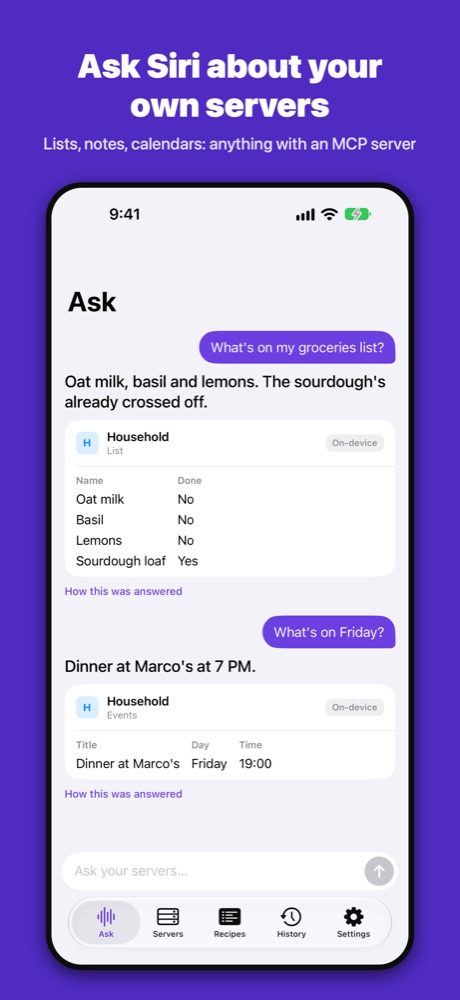 Ask Siri about your
own servers
Lists, notes, calendars: anything with an MCP server
9:41
Ask
What's on my groceries list?
Oat milk, basil and lemons. The sourdough's
already crossed off.
H Household
List
On-device
Name Done
Oat milk No
Basil No
Lemons No
Sourdough loaf Yes
How this was answered
What's on Friday?
Dinner at Marco's at 7 PM.
H Household
Events
On-device
Title Day Time
Dinner at Marco's Friday 19:00
How this was answered
Ask your servers...
Ask Servers Recipes History Settings